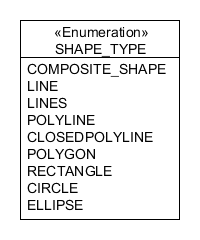 «Enumeration»
SHAPE_TYPE
COMPOSITE_SHAPE
LINE
LINES
POLYLINE
CLOSEDPOLYLINE
POLYGON
RECTANGLE
CIRCLE
ELLIPSE